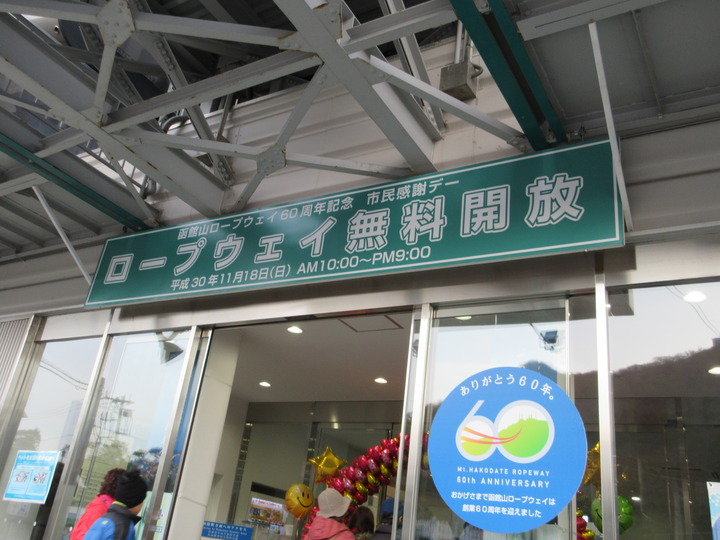 函館山ロープウェイ60周年記念 市民感謝デー
ロープウェイ無料開放
平成30年11月18日(日) AM10:00～PM9:00
ありがとう60年。
60
Mt.HAKODATE ROPEWAY
60th ANNIVERSARY
おかげさまで函館山ロープウェイは
創業60周年を迎えました